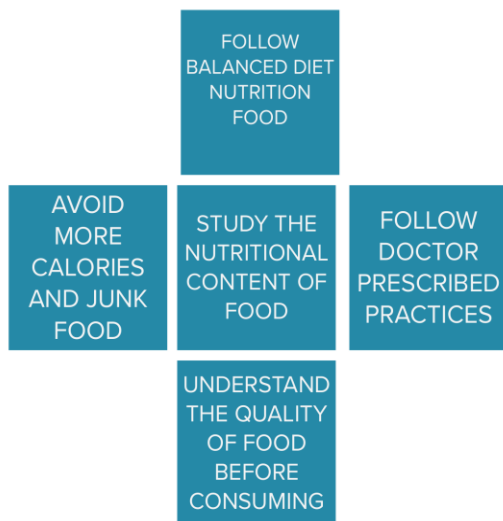 FOLLOW
BALANCED DIET
NUTRITION
FOOD
AVOID
MORE
CALORIES
AND JUNK
FOOD
STUDY THE
NUTRITIONAL
CONTENT OF
FOOD
FOLLOW
DOCTOR
PRESCRIBED
PRACTICES
UNDERSTAND
THE QUALITY
OF FOOD
BEFORE
CONSUMING